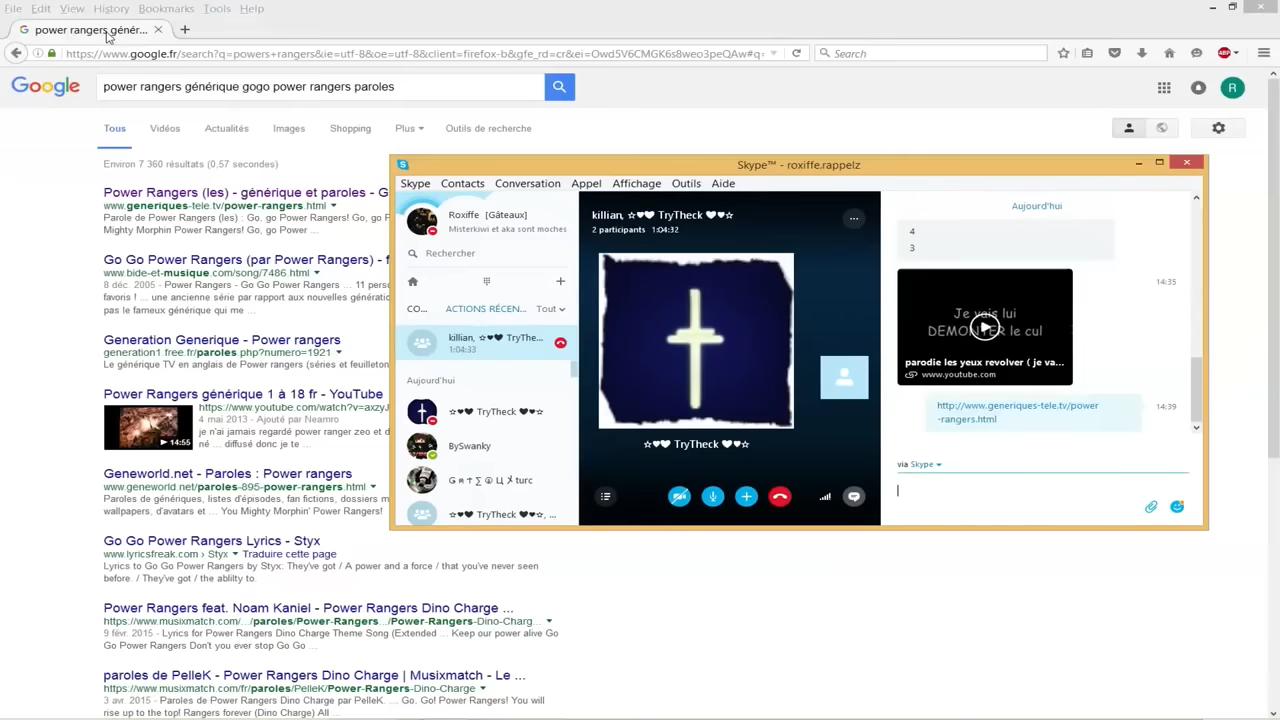 File Edit View History Bookmarks Tools Help
power rangers génér...
https://www.google.fr/search?q=powers+rangers&ie=utf-8&oe=utf-8&client=firefox-b&gfe_rd=cr&ei=Owd5V6CMGK6s8weo3peQAw#q=
Search
ABP
Google
power rangers générique gogo power rangers paroles
R
Tous Vidéos Actualités Images Shopping Plus Outils de recherche
Environ 7 360 résultats (0,57 secondes)
Power Rangers (les) - générique et paroles - G
www.generiques-tele.tv/power-rangers.html
Parole de Power Rangers (les) : Go, go Power Rangers! Go, go P
Mighty Morphin Power Rangers! Go, go Power ...
Go Go Power Rangers (par Power Rangers) - f
www.bide-et-musique.com/song/7486.html
8 déc. 2005 - Power Rangers - Go Go Power Rangers ... 11 perso
favoris ! ... une ancienne série par rapport aux nouvelles génération
pas le fameux générique qui me ...
Generation Generique - Power rangers
generation1.free.fr/paroles.php?numero=1921
Le générique TV en anglais de Power rangers (séries et feuilleton
Power Rangers générique 1 à 18 fr - YouTube
https://www.youtube.com/watch?v=axzyJ
4 mai 2013 - Ajouté par Neamro
je n'ai jamais regardé power ranger zeo et d
... diffusé donc je te ...
14:55
Geneworld.net - Paroles : Power rangers
www.geneworld.net/paroles-895-power-rangers.html
Paroles de génériques, listes d'épisodes, fan fictions, dossiers m
wallpapers, d'avatars et ... You Mighty Morphin' Power Rangers!
Go Go Power Rangers Lyrics - Styx
www.lyricsfreak.com › Styx Traduire cette page
Lyrics to Go Go Power Rangers by Styx: They've got / A power and a force / that you've never seen
before. / They've got / the ablilty to.
Power Rangers feat. Noam Kaniel - Power Rangers Dino Charge ...
https://www.musixmatch.com/.../paroles/Power-Rangers.../Power-Rangers-Dino-Charg...
9 févr. 2015 - Lyrics for Power Rangers Dino Charge Theme Song (Extended ... Keep our power alive Go
Go Power Rangers Don't you ever stop Go Go ...
paroles de PelleK - Power Rangers Dino Charge | Musixmatch - Le ...
https://www.musixmatch.com/fr/paroles/PelleK/Power-Rangers-Dino-Charge
3 avr. 2015 - Paroles de Power Rangers Dino Charge par PelleK. ... Go. Go! Power Rangers! You will
rise up to the top! Rangers forever (Dino Charge) All ...
Skype™ - roxiffe.rappelz
Skype Contacts Conversation Appel Affichage Outils Aide
Roxiffe [Gâteaux]
Misterkiwi et aka sont moches
Rechercher
CO... ACTIONS RÉCEN... Tout
killian, ☆♥❤ TryThe...
1:04:33
Aujourd'hui
☆♥❤ TryTheck ❤♥☆
BySwanky
turc
☆♥❤ TryTheck ❤♥☆, ...
killian, ☆♥❤ TryTheck ❤♥☆
2 participants 1:04:32
☆♥❤ TryTheck ❤♥☆
Aujourd'hui
4
3
14:35
Je vais lui
DEMONTER le cul
parodie les yeux revolver ( je va...
www.youtube.com
http://www.generiques-tele.tv/power
-rangers.html
14:39
via Skype